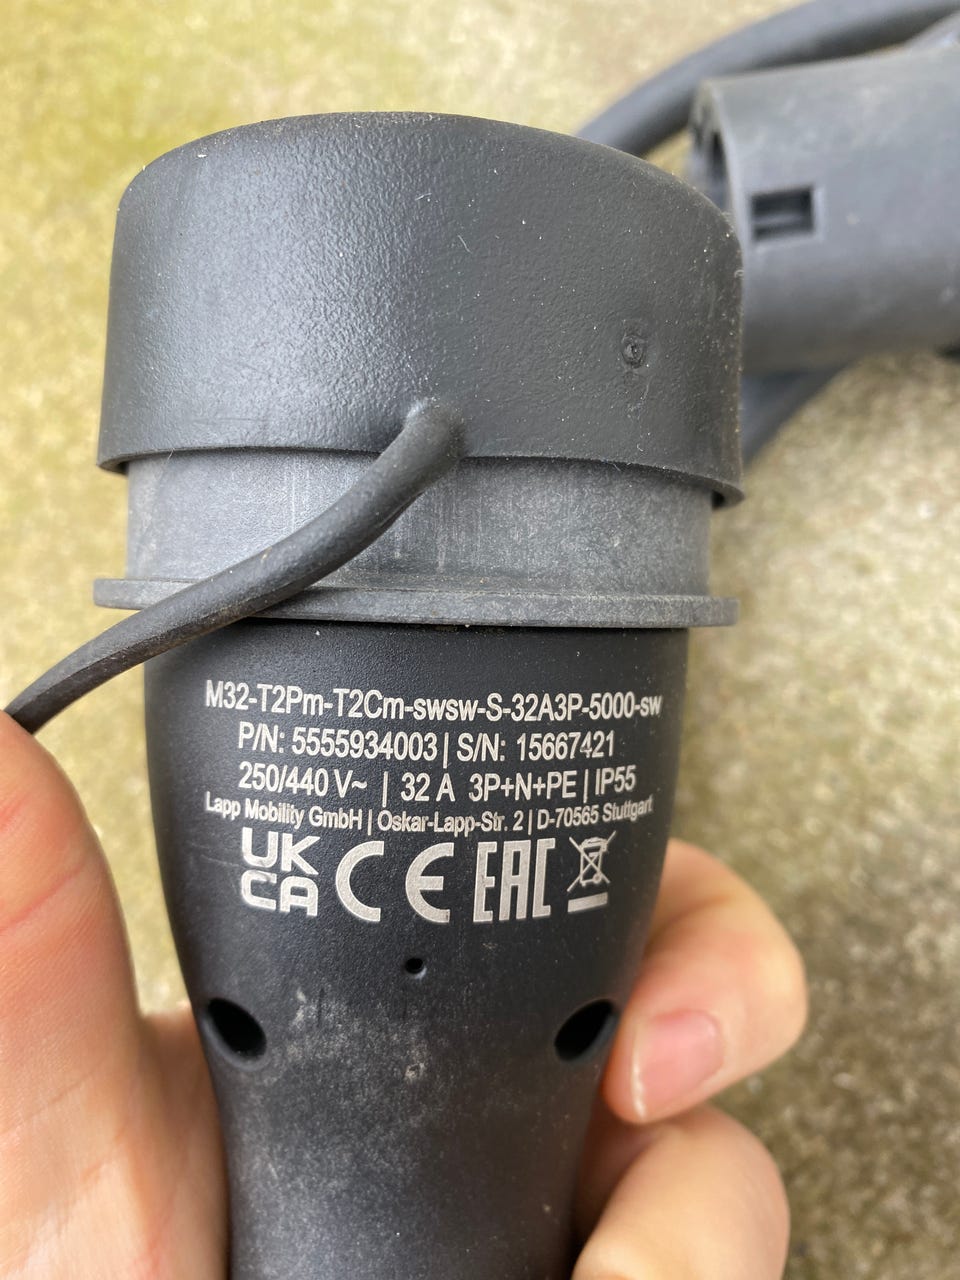 M32-T2Pm-T2Cm-swsw-S-32A3P-5000-sw
P/N: 5555934003 | S/N: 15667421
250/440 V~ | 32 A 3P+N+PE | IP55
Lapp Mobility GmbH | Oskar-Lapp-Str. 2 | D-70565 Stuttgart
UK
CA CE EAC